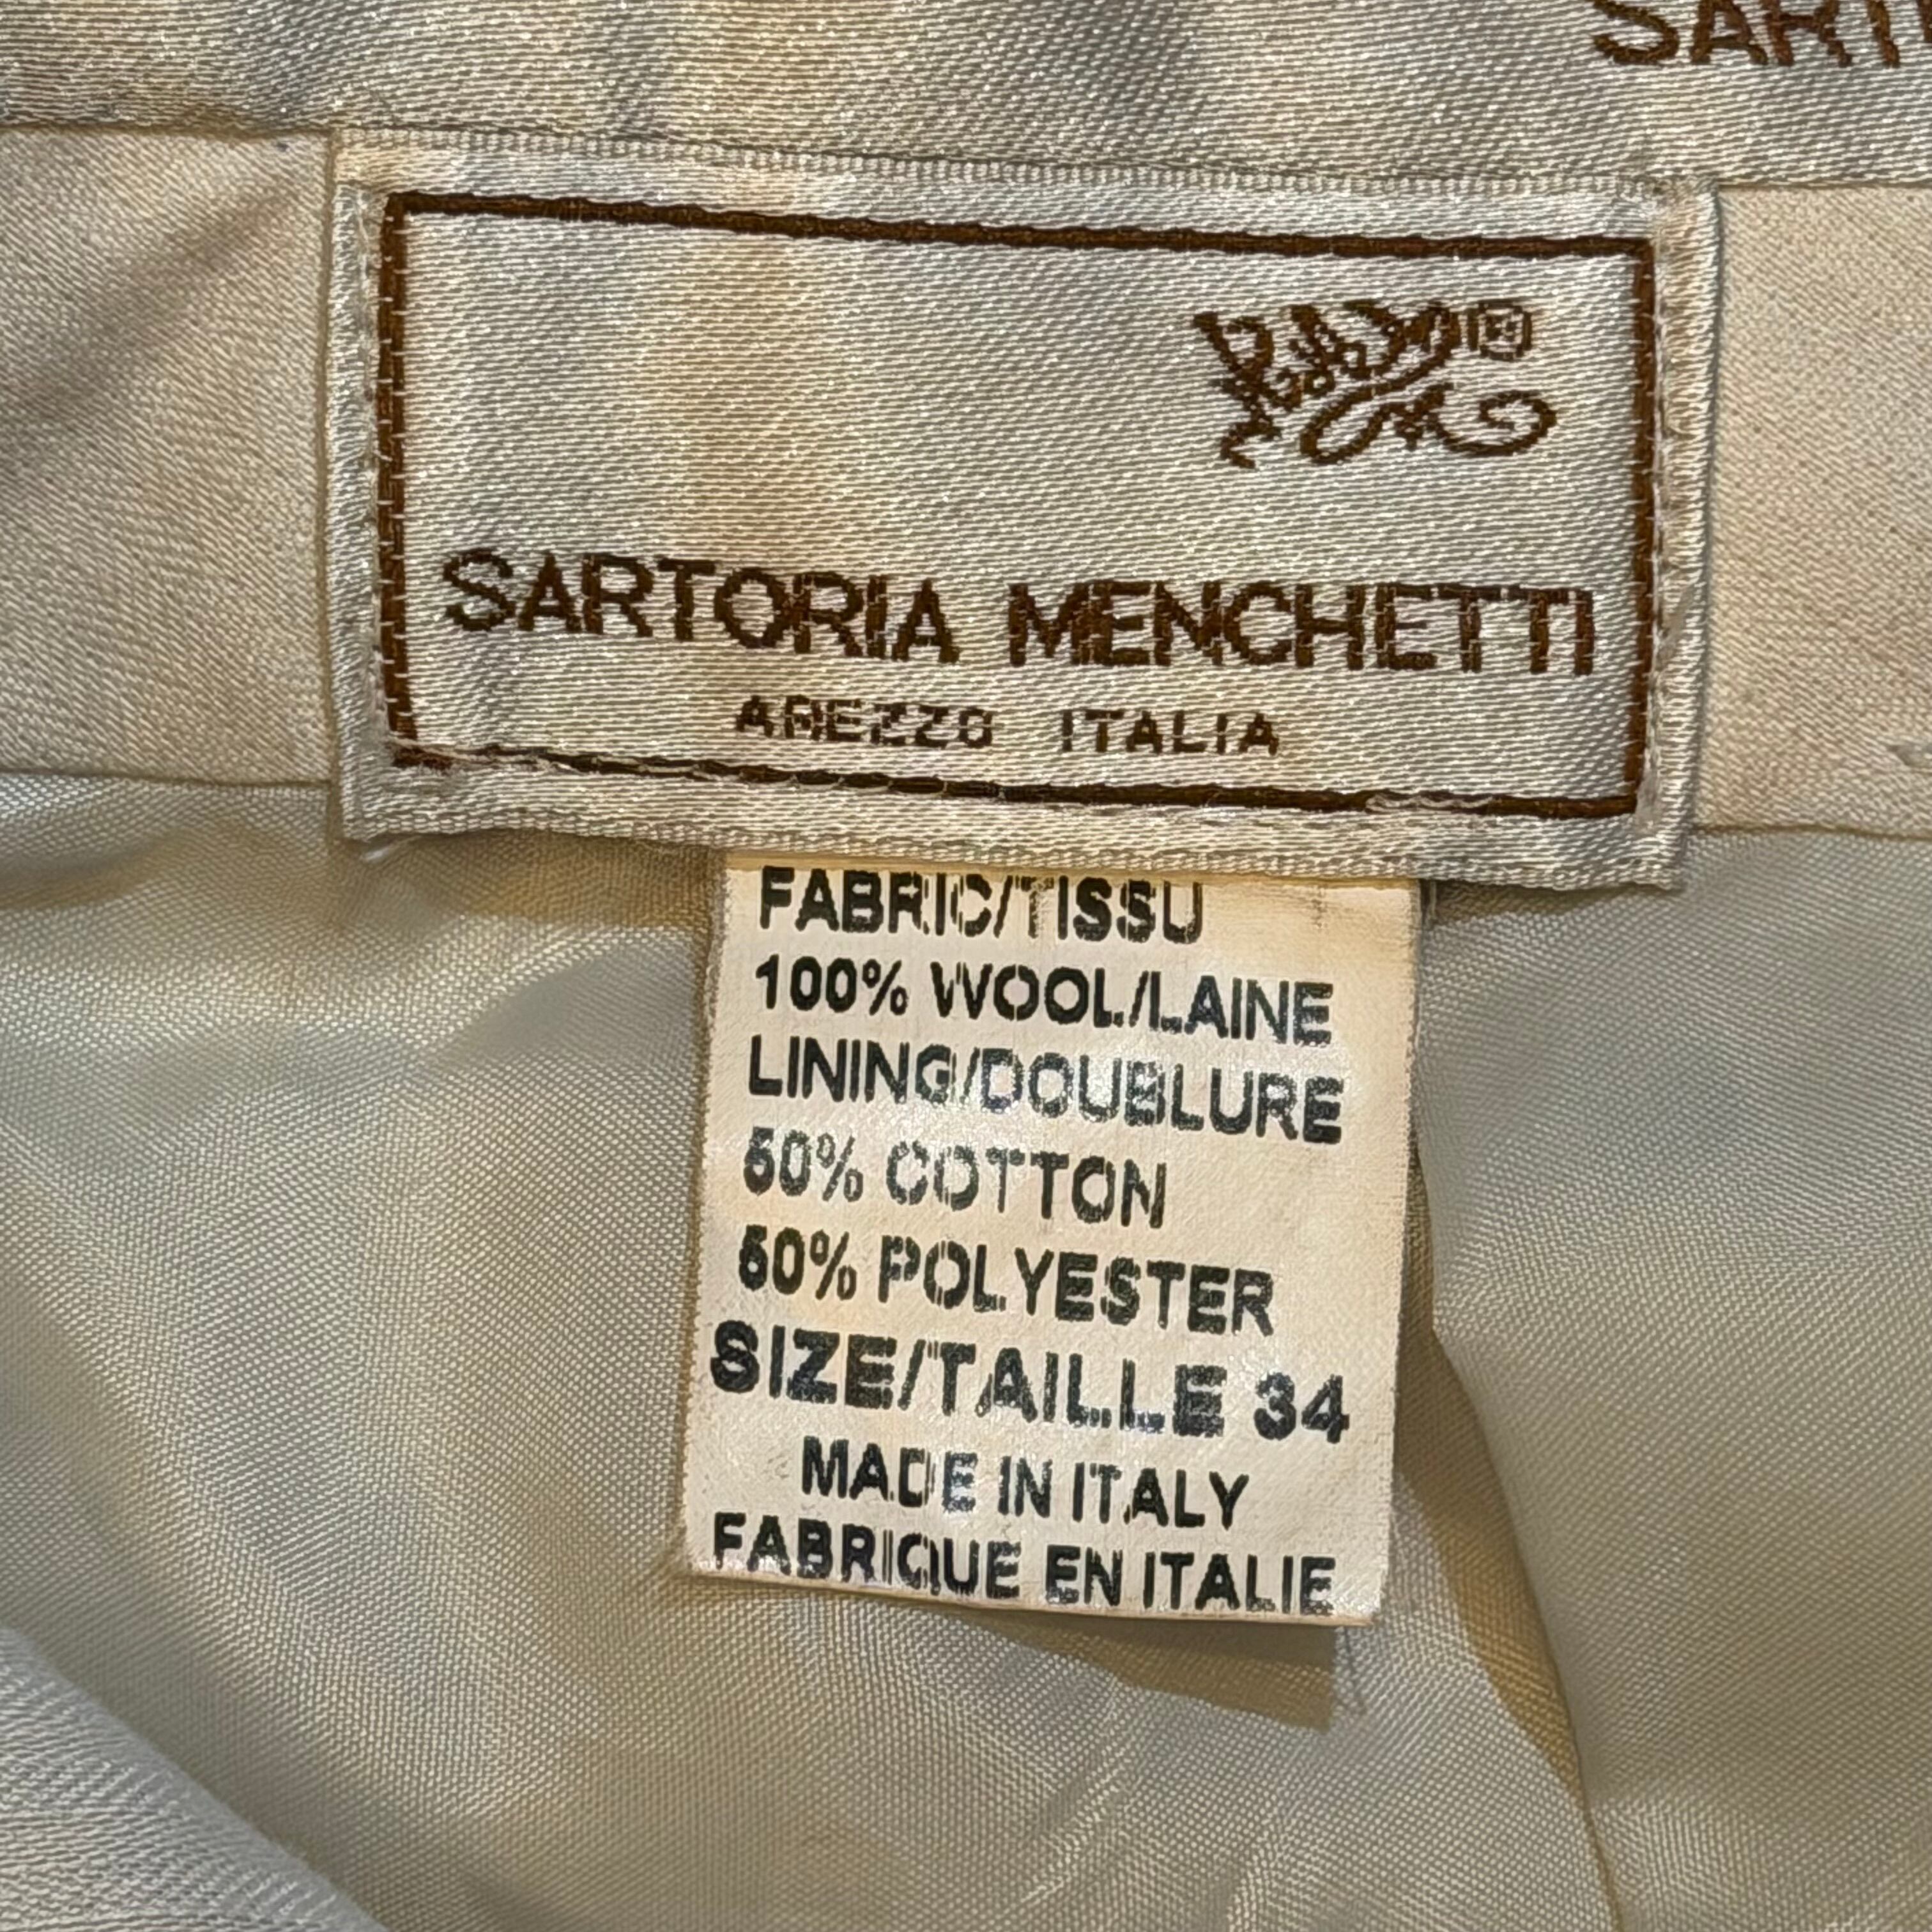 SARTORIA MENCHETTI
AREZZO ITALIA
FABRIC/TISSU
100% WOOL/LAINE
LINING/DOUBLURE
50% COTTON
50% POLYESTER
SIZE/TAILLE 34
MADE IN ITALY
FABRIQUE EN ITALIE